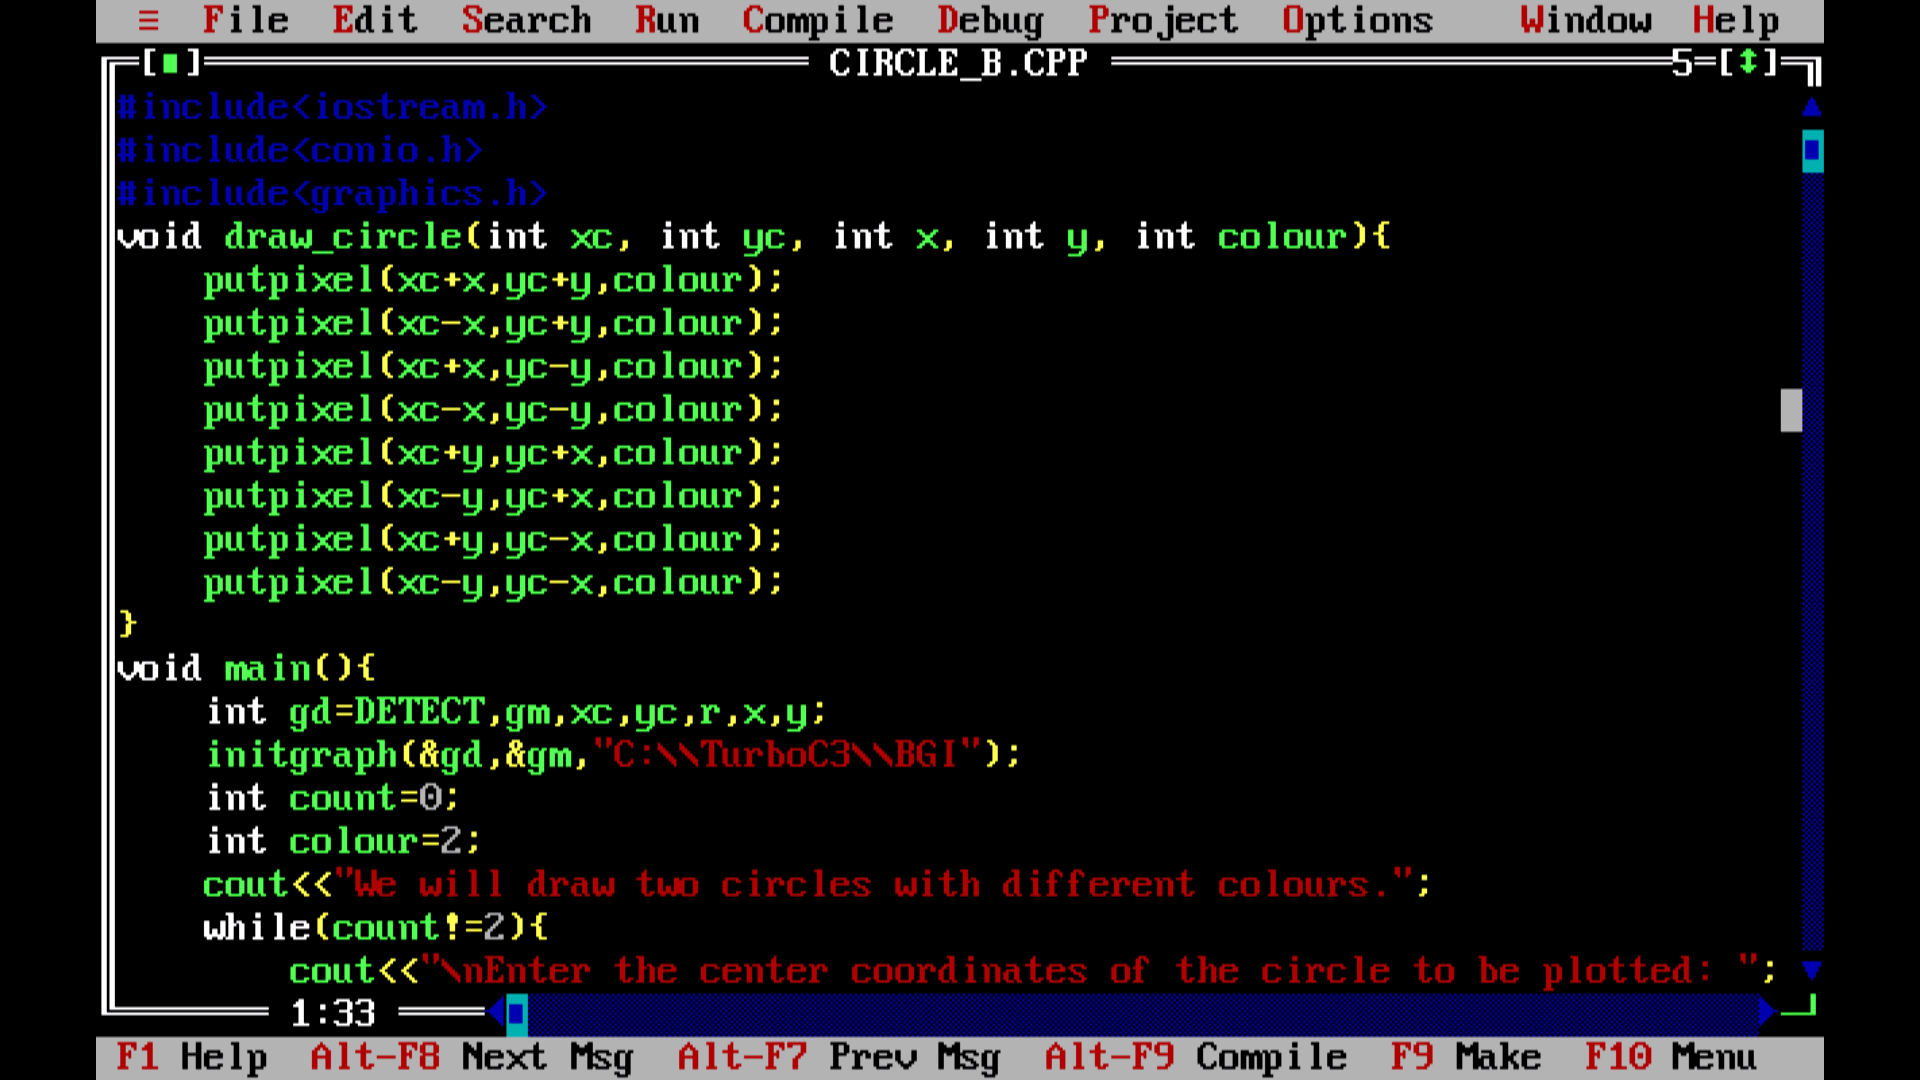 ≡ File Edit Search Run Compile Debug Project Options Window Help
[■] CIRCLE_B.CPP 5=[↕]
#include<iostream.h>
#include<conio.h>
#include<graphics.h>
void draw_circle(int xc, int yc, int x, int y, int colour){
    putpixel(xc+x,yc+y,colour);
    putpixel(xc-x,yc+y,colour);
    putpixel(xc+x,yc-y,colour);
    putpixel(xc-x,yc-y,colour);
    putpixel(xc+y,yc+x,colour);
    putpixel(xc-y,yc+x,colour);
    putpixel(xc+y,yc-x,colour);
    putpixel(xc-y,yc-x,colour);
}
void main(){
    int gd=DETECT,gm,xc,yc,r,x,y;
    initgraph(&gd,&gm,"C:\\TurboC3\\BGI");
    int count=0;
    int colour=2;
    cout<<"We will draw two circles with different colours.";
    while(count!=2){
        cout<<"\nEnter the center coordinates of the circle to be plotted: ";
1:33
F1 Help Alt-F8 Next Msg Alt-F7 Prev Msg Alt-F9 Compile F9 Make F10 Menu